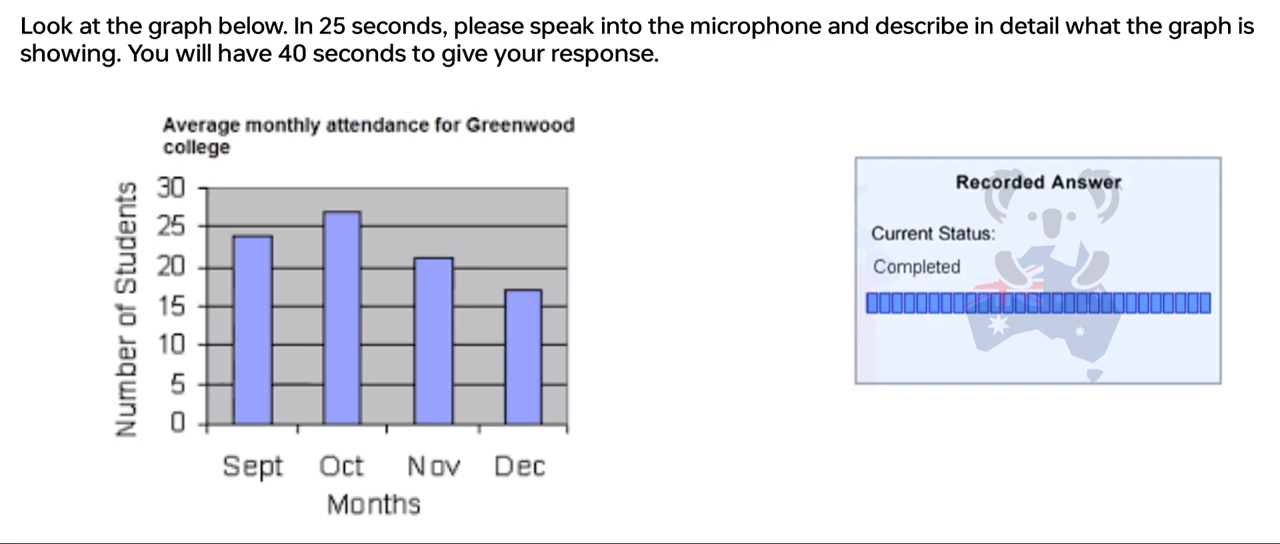 Look at the graph below. In 25 seconds, please speak into the microphone and describe in detail what the graph is
showing. You will have 40 seconds to give your response.
Average monthly attendance for Greenwood
college
Number of Students
30
25
20
15
10
5
0
Sept Oct Nov Dec
Months
Recorded Answer
Current Status:
Completed